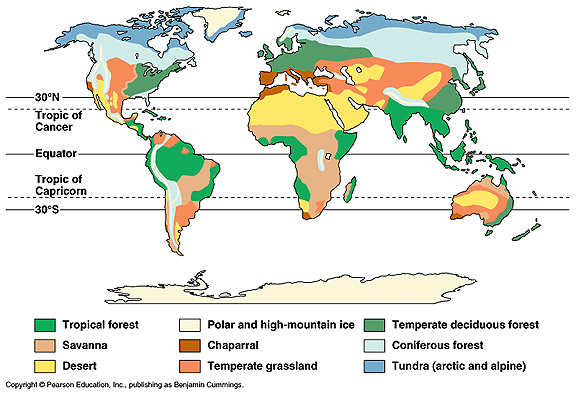 30°N
Tropic of
Cancer
Equator
Tropic of
Capricorn
30°S
Tropical forest
Polar and high-mountain ice
Temperate deciduous forest
Savanna
Chaparral
Coniferous forest
Desert
Temperate grassland
Tundra (arctic and alpine)
Copyright © Pearson Education, Inc., publishing as Benjamin Cummings.